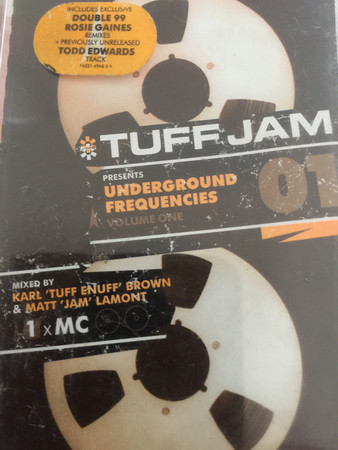 INCLUDES EXCLUSIVE
DOUBLE 99
ROSIE GAINES
REMIXES
+ PREVIOUSLY UNRELEASED
TODD EDWARDS
TRACK
TUFF JAM
PRESENTS
UNDERGROUND
FREQUENCIES
VOLUME ONE
01
MIXED BY
KARL 'TUFF ENUFF' BROWN
& MATT 'JAM' LAMONT
1 x MC